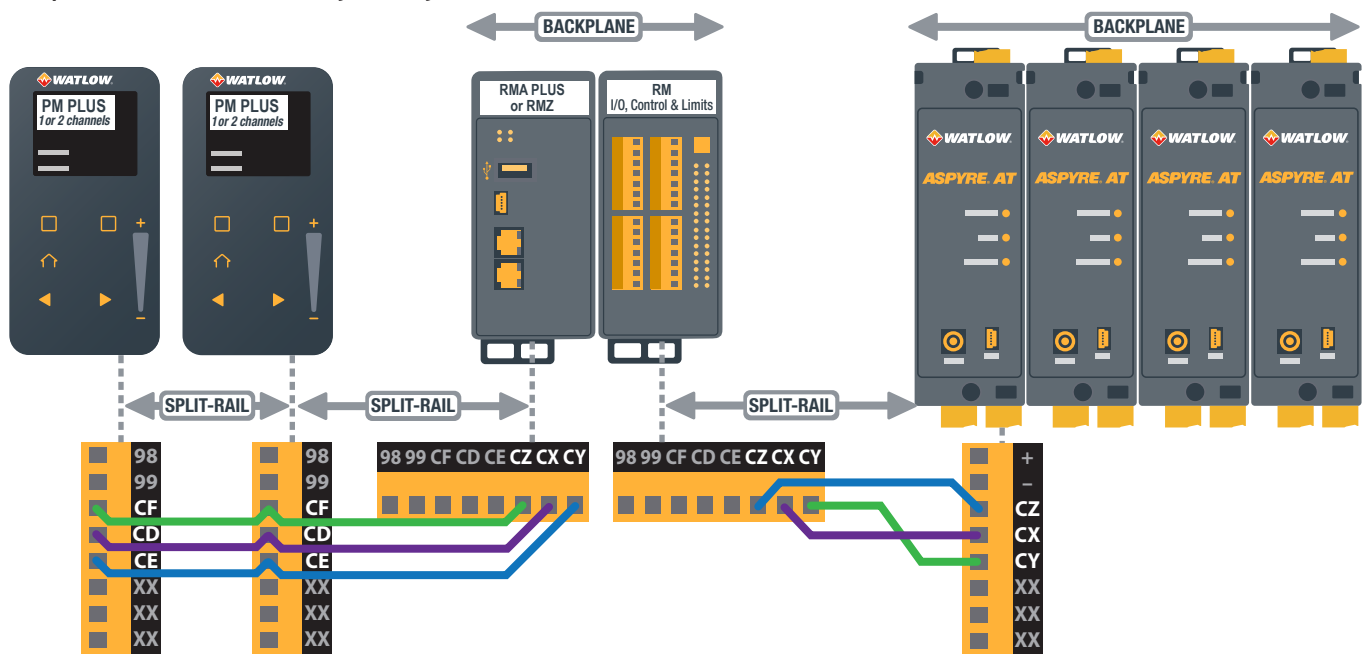 BACKPLANE
BACKPLANE
WATLOW
PM PLUS
1 or 2 channels
WATLOW
PM PLUS
1 or 2 channels
RMA PLUS
or RMZ
RM
I/O, Control & Limits
WATLOW
ASPYRE® AT
WATLOW
ASPYRE® AT
WATLOW
ASPYRE® AT
WATLOW
ASPYRE® AT
+
−
+
−
SPLIT-RAIL
SPLIT-RAIL
SPLIT-RAIL
98
99
CF
CD
CE
XX
XX
XX
98
99
CF
CD
CE
XX
XX
XX
98 99 CF CD CE CZ CX CY
98 99 CF CD CE CZ CX CY
+
−
CZ
CX
CY
XX
XX
XX